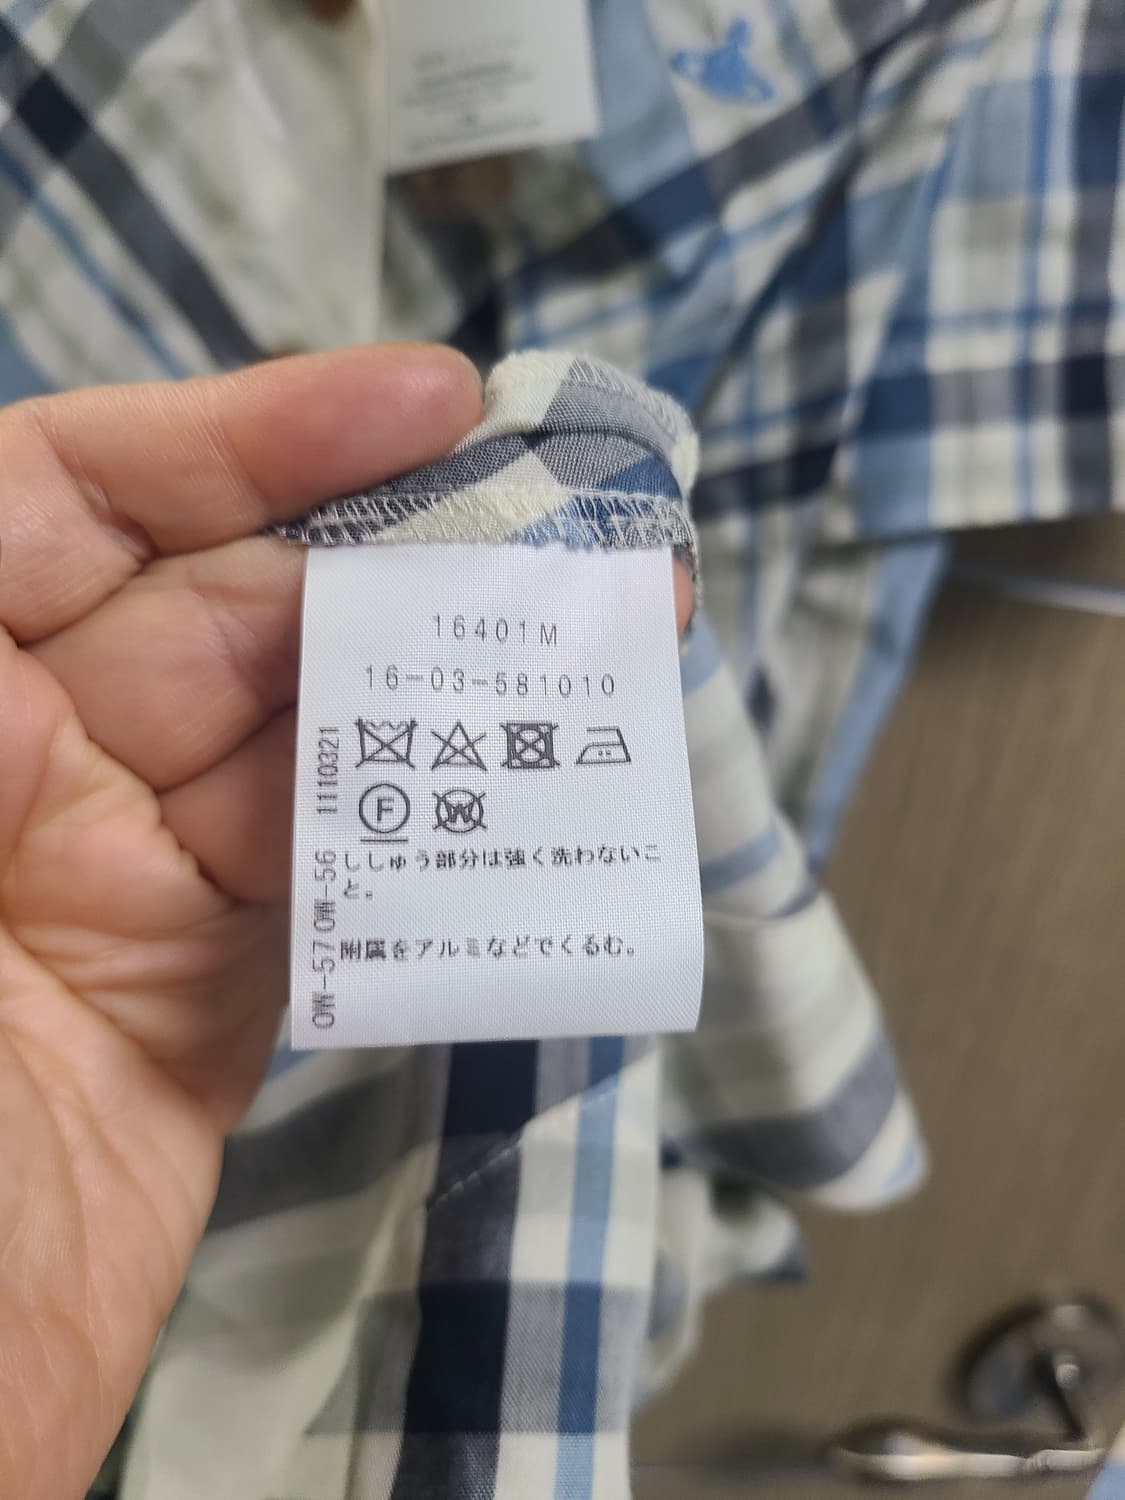 16401M
16-03-581010
F
W
ししゅう部分は強く洗わないこ
と。
附属をアルミなどでくるむ。
OW-57 OW-56 1110321